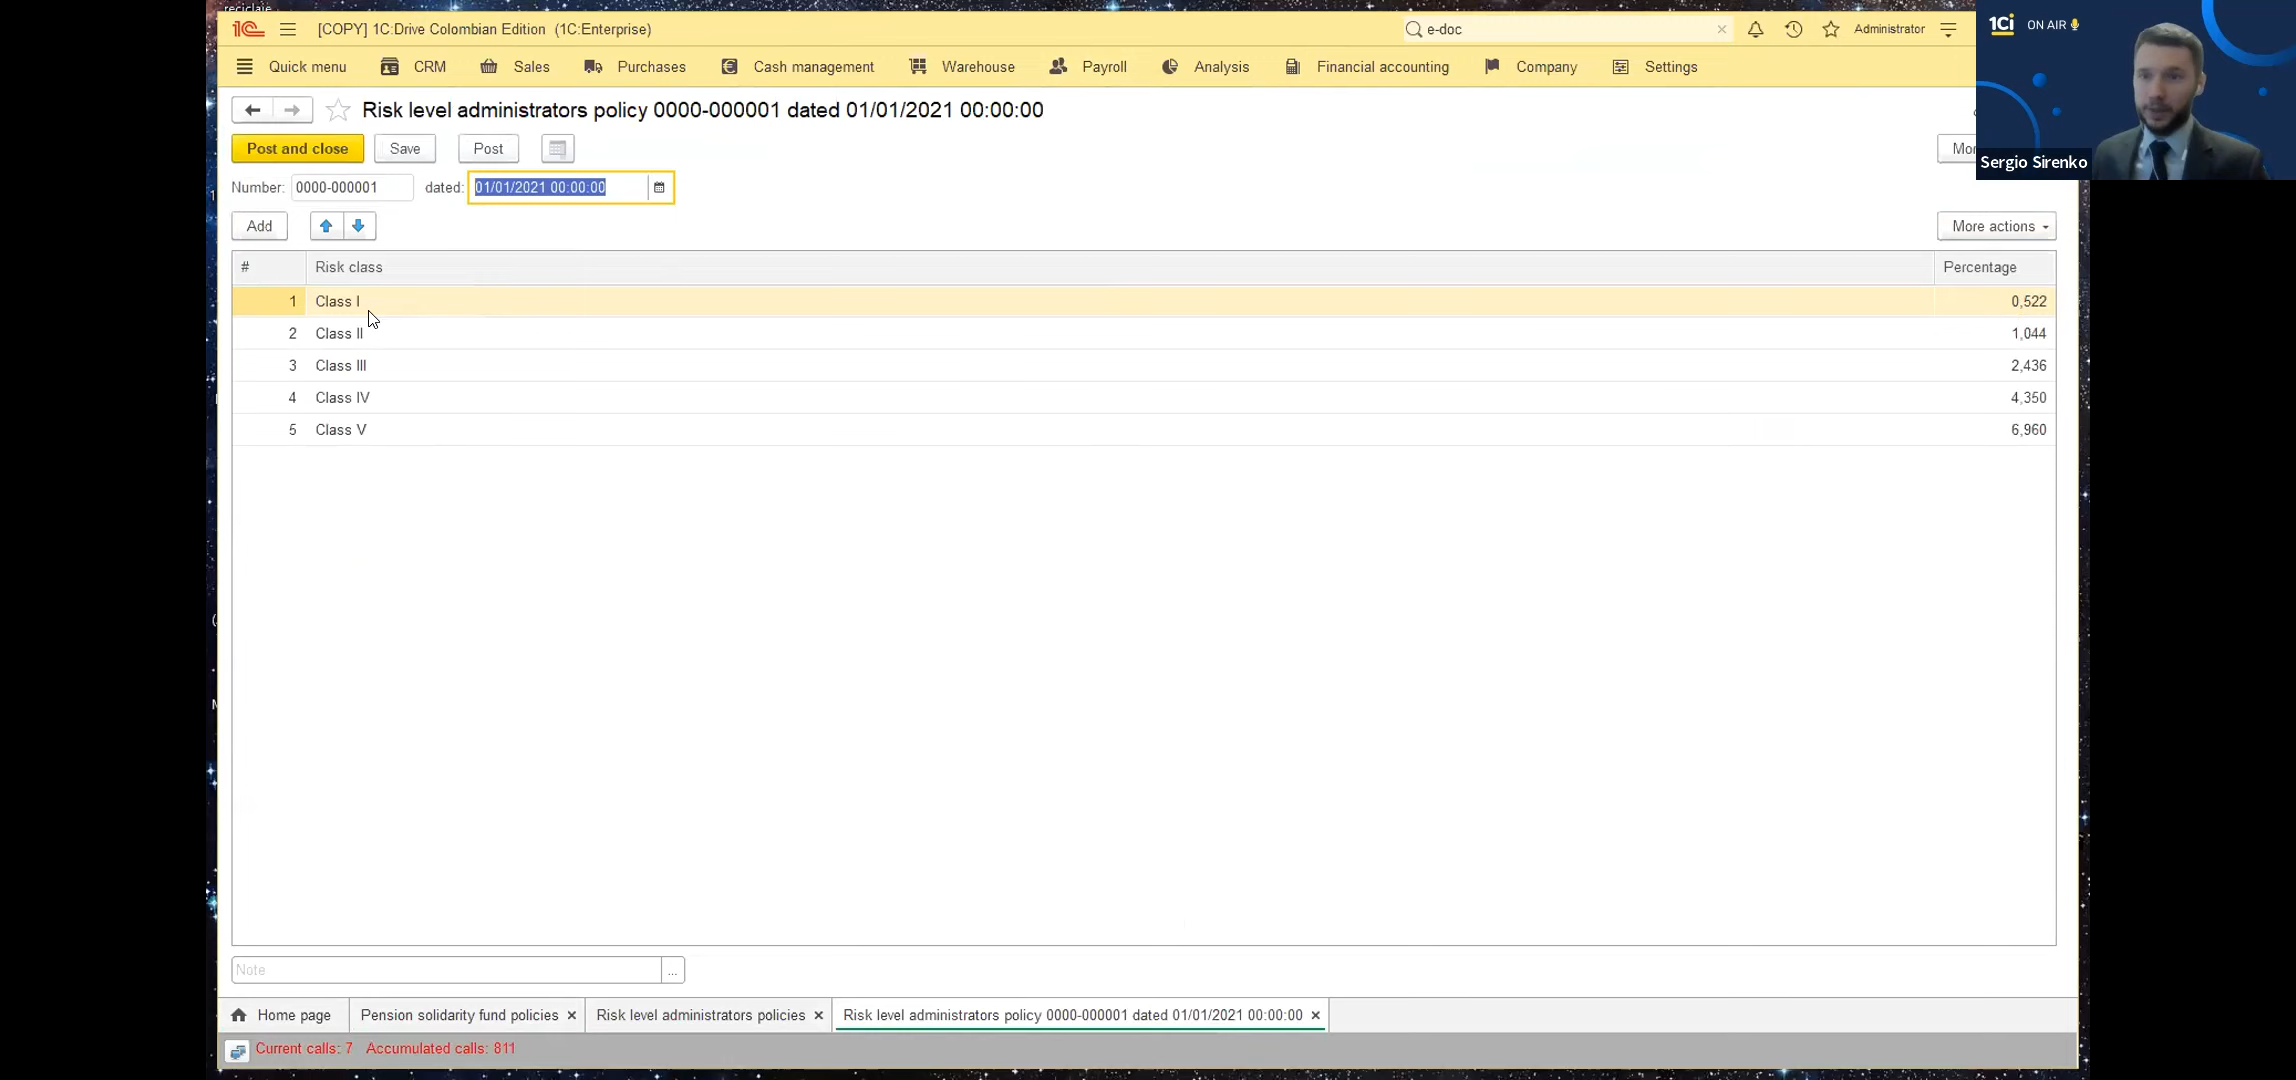 reciclaje
[COPY] 1C:Drive Colombian Edition (1C:Enterprise)
e-doc
Administrator
1Ci ON AIR
Quick menu CRM Sales Purchases Cash management Warehouse Payroll Analysis Financial accounting Company Settings
Risk level administrators policy 0000-000001 dated 01/01/2021 00:00:00
Post and close Save Post
Sergio Sirenko
Number: 0000-000001 dated: 01/01/2021 00:00:00
Add
More actions
# Risk class Percentage
1 Class I 0,522
2 Class II 1,044
3 Class III 2,436
4 Class IV 4,350
5 Class V 6,960
Note ...
Home page Pension solidarity fund policies × Risk level administrators policies × Risk level administrators policy 0000-000001 dated 01/01/2021 00:00:00 ×
Current calls: 7 Accumulated calls: 811